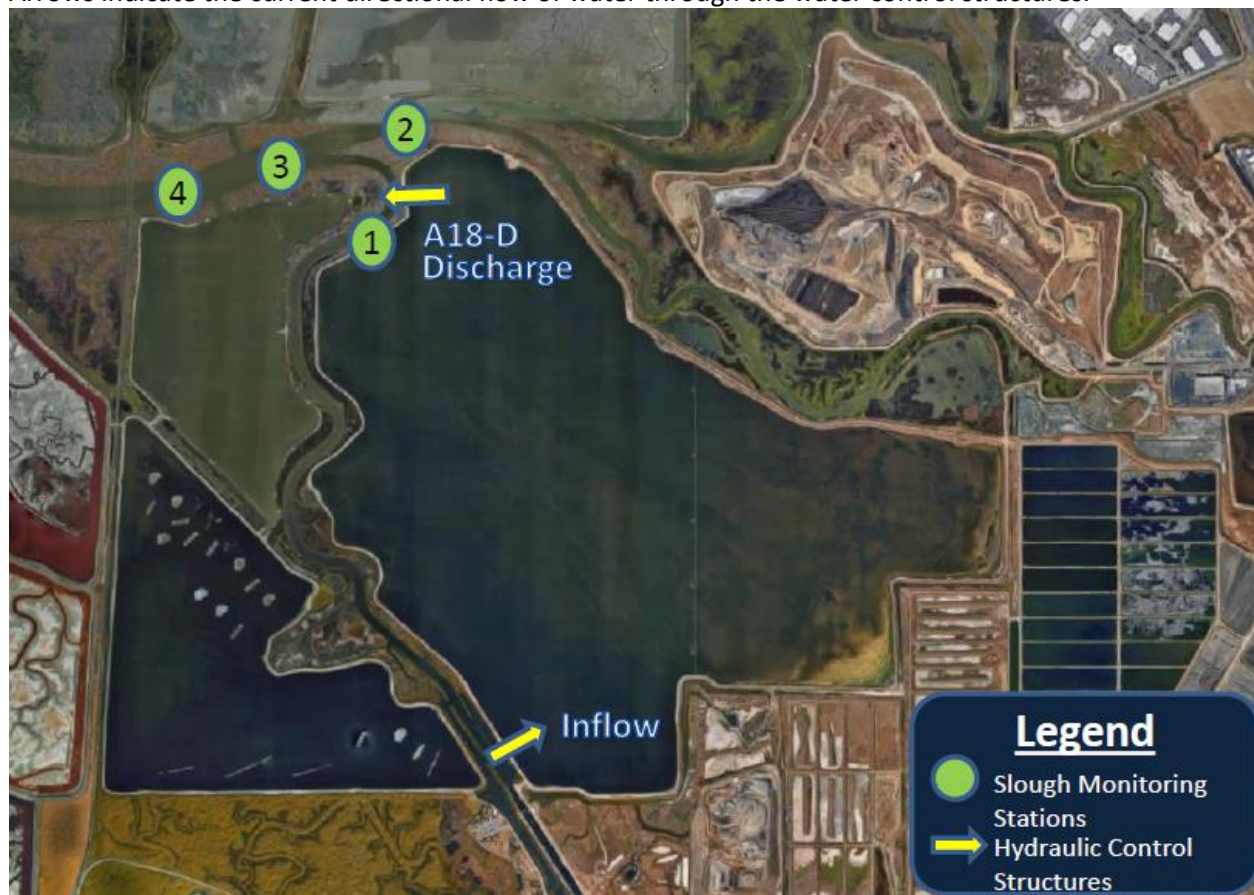 Arrows indicate the current directional flow of water through the water control structures.
2
3
4
1
A18-D
Discharge
Inflow
Legend
Slough Monitoring
Stations
Hydraulic Control
Structures